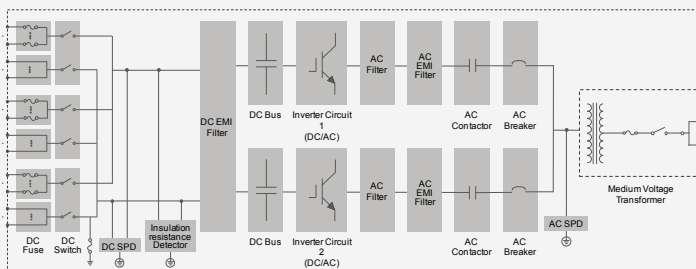 DC
Fuse
DC
Switch
DC SPD
Insulation
resistance
Detector
DC EMI
Filter
DC Bus
Inverter Circuit
1
(DC/AC)
AC
Filter
AC
EMI
Filter
AC
Contactor
AC
Breaker
DC Bus
Inverter Circuit
2
(DC/AC)
AC
Filter
AC
EMI
Filter
AC
Contactor
AC
Breaker
AC SPD
Medium Voltage
Transformer